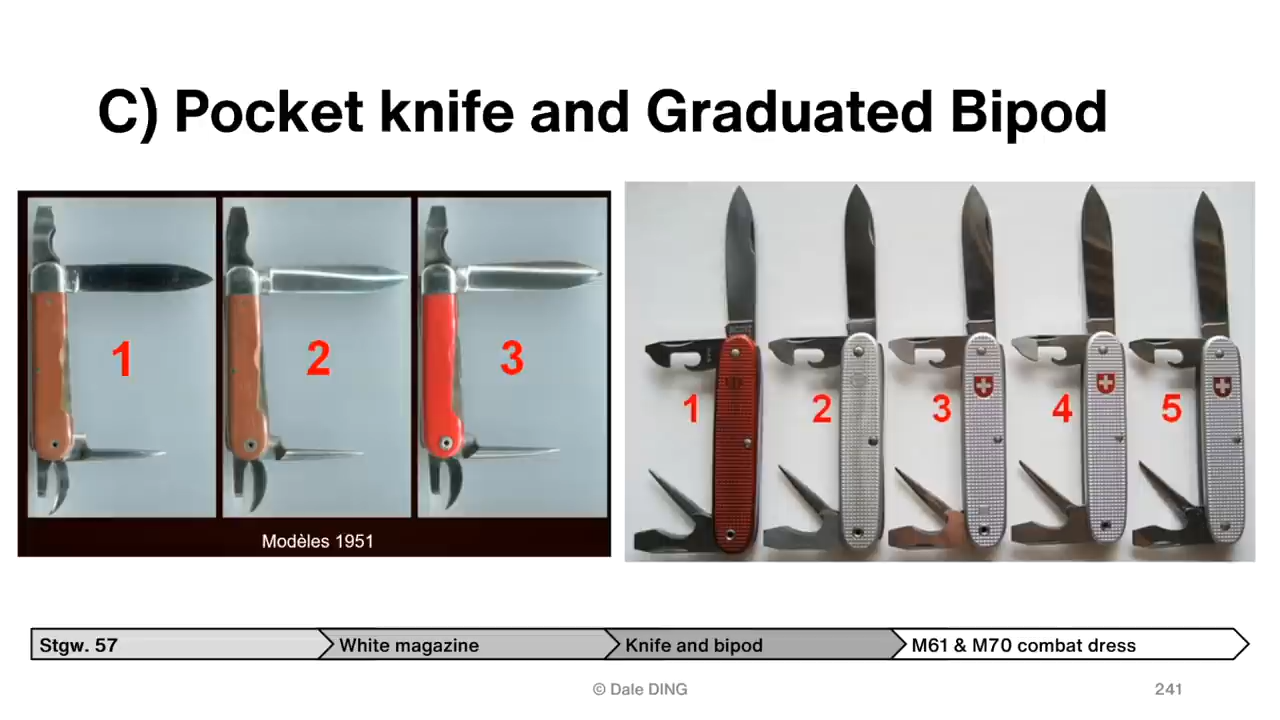 C) Pocket knife and Graduated Bipod
1
2
3
Modèles 1951
1
2
3
4
5
Stgw. 57
White magazine
Knife and bipod
M61 & M70 combat dress
© Dale DING
241